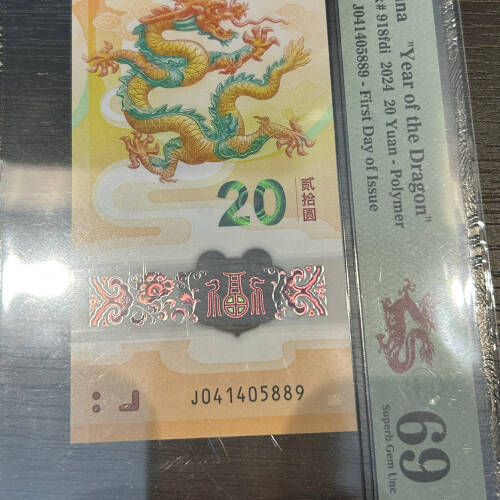 20
贰拾圆
J041405889
"Year of the Dragon"
918fdi 2024 20 Yuan - Polymer
J041405889 - First Day of Issue
69
Superb Gem Unc